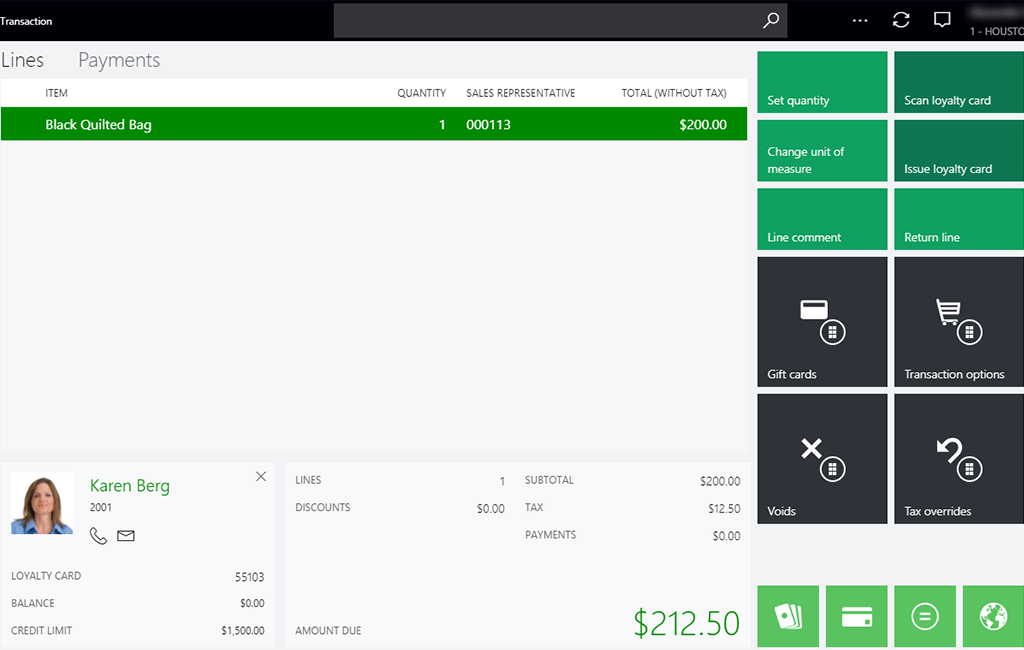 Transaction
1 - HOUSTO
Lines Payments
ITEM QUANTITY SALES REPRESENTATIVE TOTAL (WITHOUT TAX)
Black Quilted Bag 1 000113 $200.00
Set quantity
Scan loyalty card
Change unit of
measure
Issue loyalty card
Line comment
Return line
Gift cards
Transaction options
Voids
Tax overrides
Karen Berg
2001
LOYALTY CARD 55103
BALANCE $0.00
CREDIT LIMIT $1,500.00
LINES 1
DISCOUNTS $0.00
SUBTOTAL $200.00
TAX $12.50
PAYMENTS $0.00
AMOUNT DUE $212.50